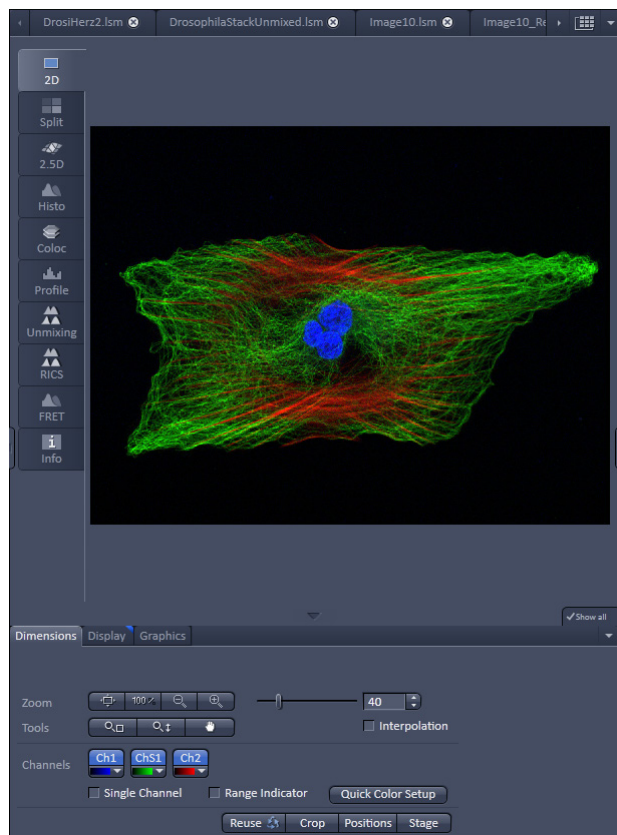 DrosiHerz2.lsm DrosophilaStackUnmixed.lsm Image10.lsm Image10_Re
2D
Split
2.5D
Histo
Coloc
Profile
Unmixing
RICS
FRET
i
Info
Show all
Dimensions Display Graphics
Zoom 100% 40
Tools Interpolation
Channels Ch1 ChS1 Ch2
Single Channel Range Indicator Quick Color Setup
Reuse Crop Positions Stage